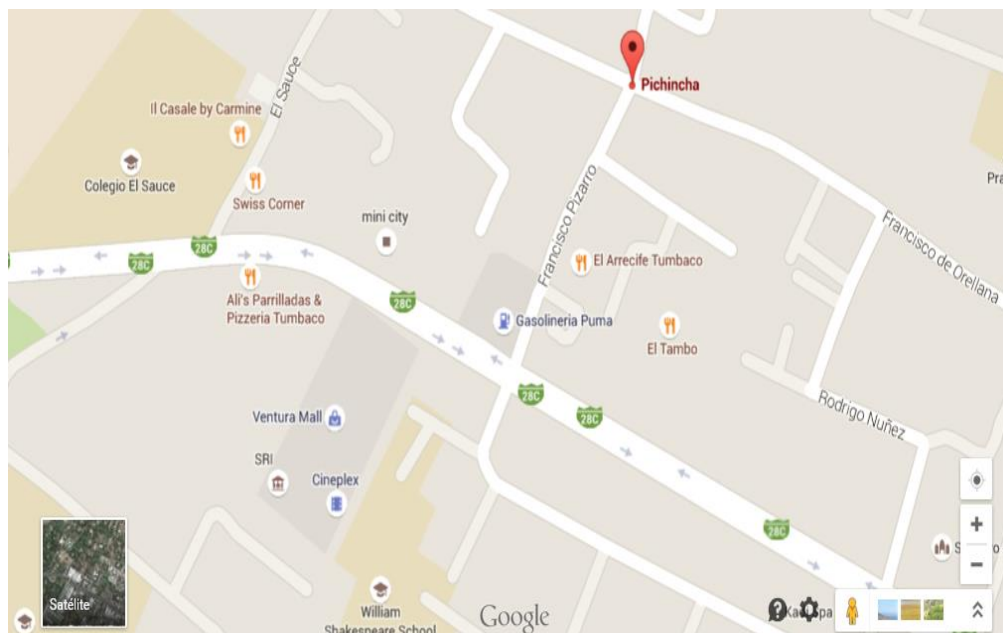 Pichincha
El Sauce
Il Casale by Carmine
Colegio El Sauce
Swiss Corner
mini city
Francisco Pizarro
Francisco de Orellana
28C
28C
El Arrecife Tumbaco
Ali's Parrilladas &
Pizzeria Tumbaco
28C
Gasolineria Puma
El Tambo
28C
28C
Rodrigo Nuñez
Ventura Mall
SRI
Cineplex
28C
Satélite
William
Shakespeare School
Google